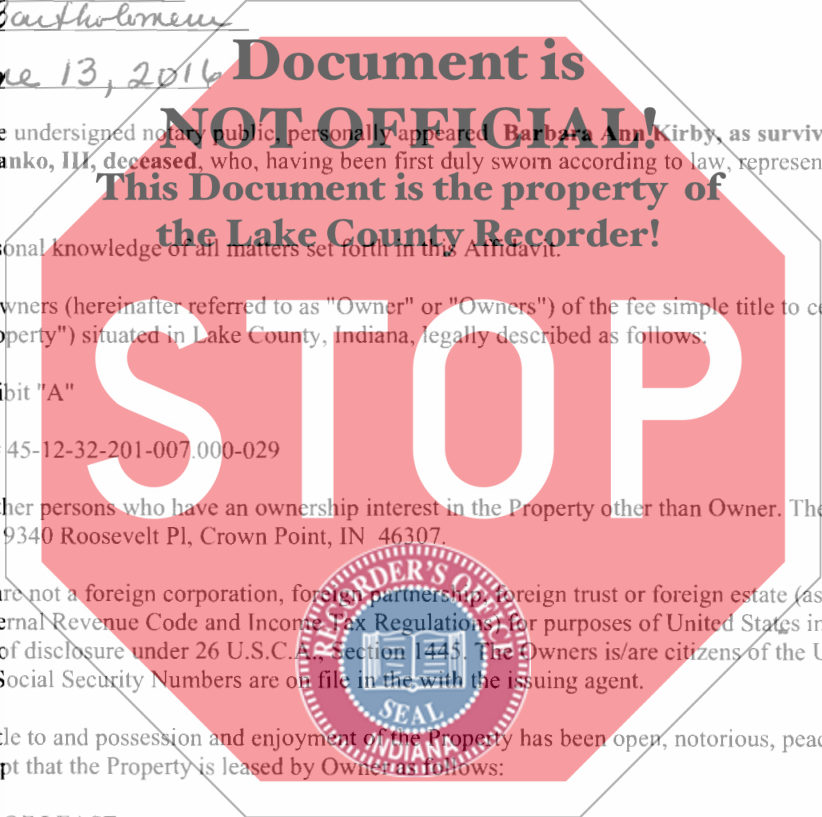 Bartholomew
ne 13, 2016
Document is
NOT OFFICIAL!
e undersigned notary public, personally appeared Barbara Ann Kirby, as surviv
anko, III, deceased, who, having been first duly sworn according to law, represen
This Document is the property of
the Lake County Recorder!
sonal knowledge of all matters set forth in this Affidavit.
wners (hereinafter referred to as "Owner" or "Owners") of the fee simple title to ce
operty") situated in Lake County, Indiana, legally described as follows:
STOP
ibit "A"
45-12-32-201-007.000-029
her persons who have an ownership interest in the Property other than Owner. The
9340 Roosevelt Pl, Crown Point, IN 46307.
re not a foreign corporation, foreign partnership, foreign trust or foreign estate (as
ernal Revenue Code and Income Tax Regulations) for purposes of United States in
of disclosure under 26 U.S.C.A., Section 1445. The Owners is/are citizens of the U
Social Security Numbers are on file in the with the issuing agent.
RECORDER'S OFFICE
SEAL
INDIANA
le to and possession and enjoyment of the Property has been open, notorious, peac
pt that the Property is leased by Owner as follows: